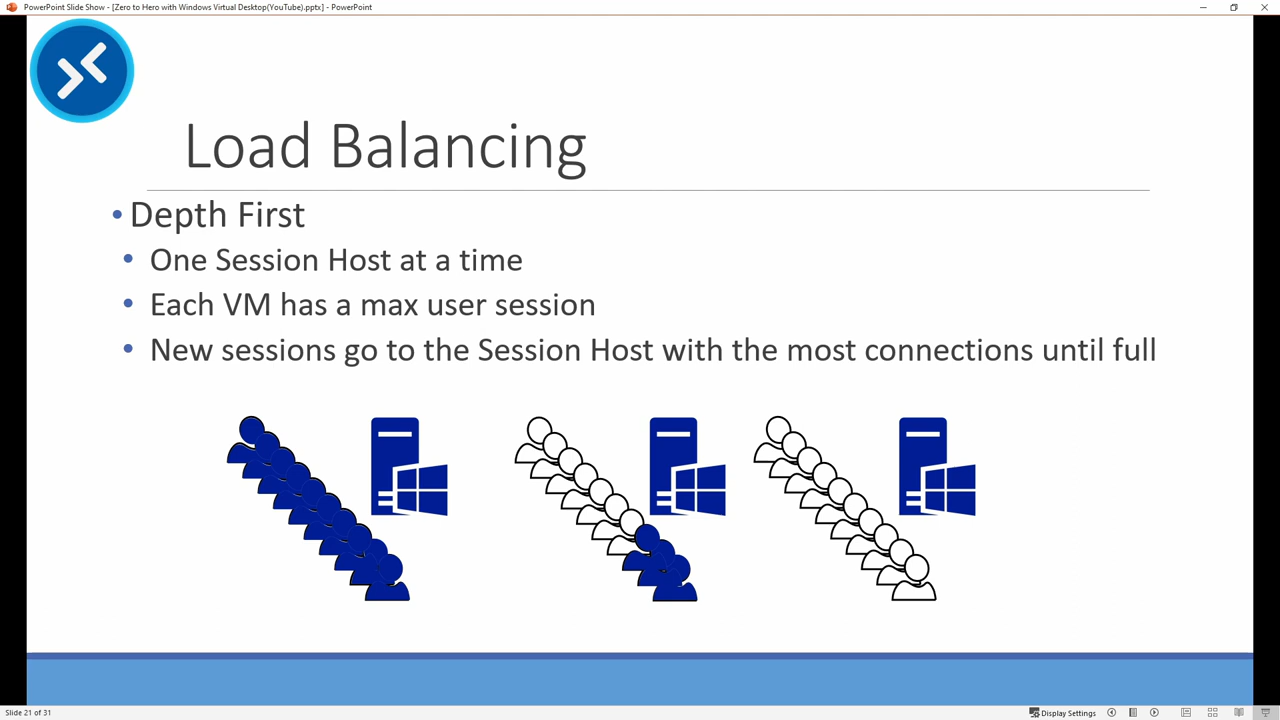 PowerPoint Slide Show - [Zero to Hero with Windows Virtual Desktop(YouTube).pptx] - PowerPoint
Load Balancing
• Depth First
• One Session Host at a time
• Each VM has a max user session
• New sessions go to the Session Host with the most connections until full
Slide 21 of 31
Display Settings